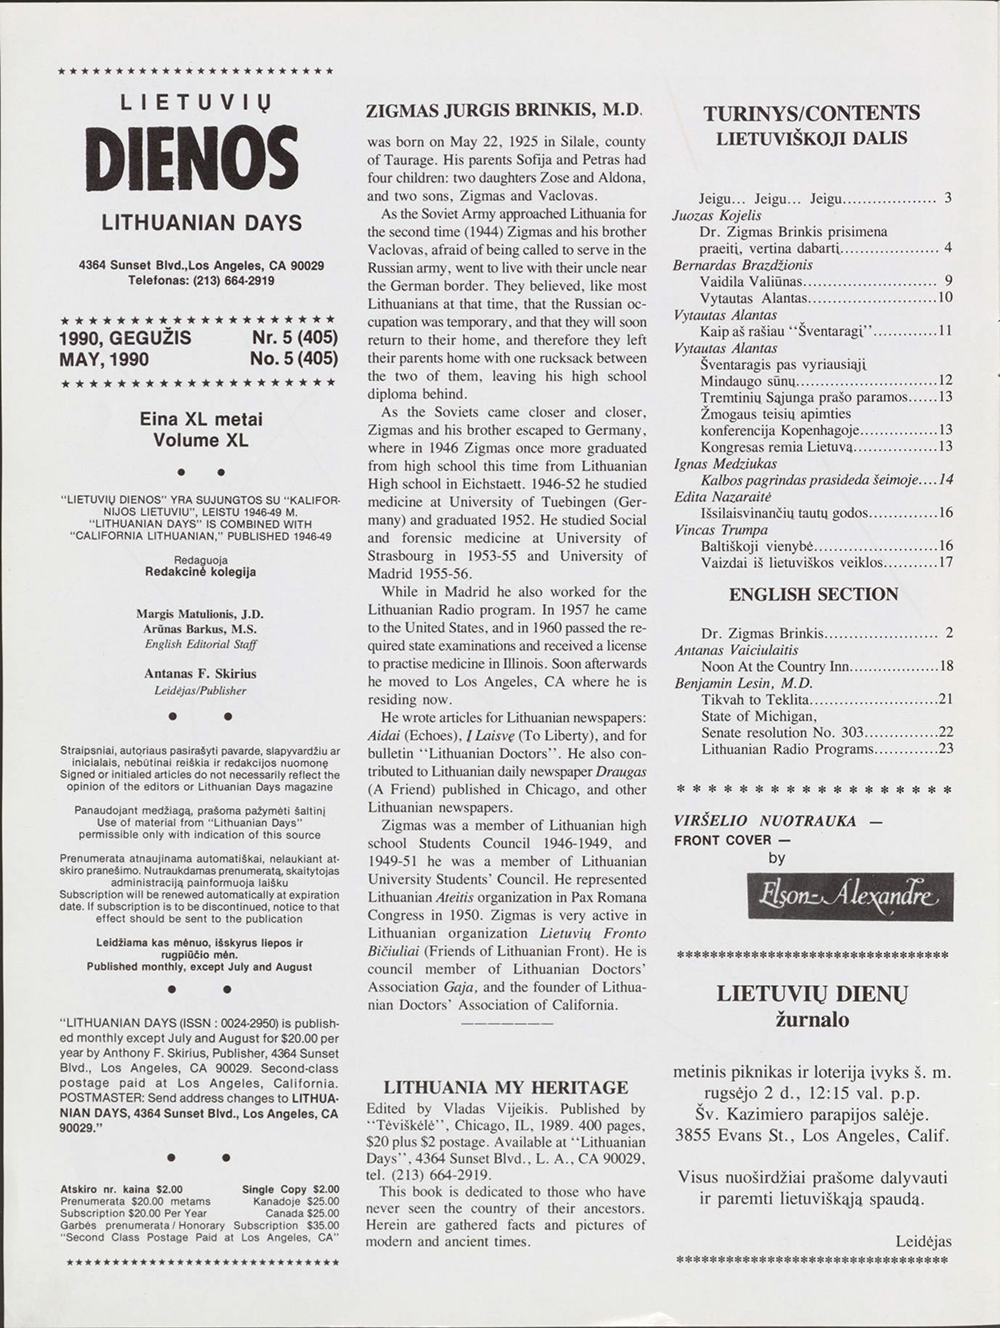 ★★★★★★★★★★★★★★★★★★★★★★★★
LIETUVIŲ
DIENOS
LITHUANIAN DAYS
4364 Sunset Blvd.,Los Angeles, CA 90029
Telefonas: (213) 664-2919
★★★★★★★★★★★★★★★★★★★★
1990, GEGUŽIS Nr. 5 (405)
MAY, 1990 No. 5 (405)
★★★★★★★★★★★★★★★★★★★★
Eina XL metai
Volume XL
● ●
"LIETUVIŲ DIENOS" YRA SUJUNGTOS SU "KALIFOR-
NIJOS LIETUVIU", LEISTU 1946-49 M.
"LITHUANIAN DAYS" IS COMBINED WITH
"CALIFORNIA LITHUANIAN," PUBLISHED 1946-49
Redaguoja
Redakcinė kolegija
Margis Matulionis, J.D.
Arūnas Barkus, M.S.
English Editorial Staff
Antanas F. Skirius
Leidėjas/Publisher
● ●
Straipsniai, autoriaus pasirašyti pavarde, slapyvardžiu ar
inicialais, nebūtinai reiškia ir redakcijos nuomonę
Signed or initialed articles do not necessarily reflect the
opinion of the editors or Lithuanian Days magazine
Panaudojant medžiagą, prašoma pažymėti šaltinį
Use of material from "Lithuanian Days"
permissible only with indication of this source
Prenumerata atnaujinama automatiškai, nelaukiant at-
skiro pranešimo. Nutraukdamas prenumeratą, skaitytojas
administraciją painformuoja laišku
Subscription will be renewed automatically at expiration
date. If subscription is to be discontinued, notice to that
effect should be sent to the publication
Leidžiama kas mėnuo, išskyrus liepos ir
rugpiūčio mėn.
Published monthly, except July and August
● ●
"LITHUANIAN DAYS (ISSN : 0024-2950) is publish-
ed monthly except July and August for $20.00 per
year by Anthony F. Skirius, Publisher, 4364 Sunset
Blvd., Los Angeles, CA 90029. Second-class
postage paid at Los Angeles, California.
POSTMASTER: Send address changes to LITHUA-
NIAN DAYS, 4364 Sunset Blvd., Los Angeles, CA
90029."
● ●
Atskiro nr. kaina $2.00 Single Copy $2.00
Prenumerata $20.00 metams Kanadoje $25.00
Subscription $20.00 Per Year Canada $25.00
Garbės prenumerata / Honorary Subscription $35.00
"Second Class Postage Paid at Los Angeles, CA"
★★★★★★★★★★★★★★★★★★★★★★★★★★★★★
ZIGMAS JURGIS BRINKIS, M.D.
was born on May 22, 1925 in Silale, county
of Taurage. His parents Sofija and Petras had
four children: two daughters Zose and Aldona,
and two sons, Zigmas and Vaclovas.
As the Soviet Army approached Lithuania for
the second time (1944) Zigmas and his brother
Vaclovas, afraid of being called to serve in the
Russian army, went to live with their uncle near
the German border. They believed, like most
Lithuanians at that time, that the Russian oc-
cupation was temporary, and that they will soon
return to their home, and therefore they left
their parents home with one rucksack between
the two of them, leaving his high school
diploma behind.
As the Soviets came closer and closer,
Zigmas and his brother escaped to Germany,
where in 1946 Zigmas once more graduated
from high school this time from Lithuanian
High school in Eichstaett. 1946-52 he studied
medicine at University of Tuebingen (Ger-
many) and graduated 1952. He studied Social
and forensic medicine at University of
Strasbourg in 1953-55 and University of
Madrid 1955-56.
While in Madrid he also worked for the
Lithuanian Radio program. In 1957 he came
to the United States, and in 1960 passed the re-
quired state examinations and received a license
to practise medicine in Illinois. Soon afterwards
he moved to Los Angeles, CA where he is
residing now.
He wrote articles for Lithuanian newspapers:
Aidai (Echoes), Į Laisvę (To Liberty), and for
bulletin "Lithuanian Doctors". He also con-
tributed to Lithuanian daily newspaper Draugas
(A Friend) published in Chicago, and other
Lithuanian newspapers.
Zigmas was a member of Lithuanian high
school Students Council 1946-1949, and
1949-51 he was a member of Lithuanian
University Students' Council. He represented
Lithuanian Ateitis organization in Pax Romana
Congress in 1950. Zigmas is very active in
Lithuanian organization Lietuvių Fronto
Bičiuliai (Friends of Lithuanian Front). He is
council member of Lithuanian Doctors'
Association Gaja, and the founder of Lithua-
nian Doctors' Association of California.
———————
LITHUANIA MY HERITAGE
Edited by Vladas Vijeikis. Published by
"Tėviškėlė", Chicago, IL, 1989. 400 pages,
$20 plus $2 postage. Available at "Lithuanian
Days", 4364 Sunset Blvd., L. A., CA 90029,
tel. (213) 664-2919.
This book is dedicated to those who have
never seen the country of their ancestors.
Herein are gathered facts and pictures of
modern and ancient times.
TURINYS/CONTENTS
LIETUVIŠKOJI DALIS
Jeigu... Jeigu... Jeigu................... 3
Juozas Kojelis
Dr. Zigmas Brinkis prisimena
praeitį, vertina dabartį.................... 4
Bernardas Brazdžionis
Vaidila Valiūnas........................... 9
Vytautas Alantas..........................10
Vytautas Alantas
Kaip aš rašiau "Šventaragį".............11
Vytautas Alantas
Šventaragis pas vyriausiąjį
Mindaugo sūnų............................12
Tremtinių Sąjunga prašo paramos......13
Žmogaus teisių apimties
konferencija Kopenhagoje................13
Kongresas remia Lietuvą.................13
Ignas Medziukas
Kalbos pagrindas prasideda šeimoje....14
Edita Nazaraitė
Išsilaisvinančių tautų godos..............16
Vincas Trumpa
Baltiškoji vienybė.........................16
Vaizdai iš lietuviškos veiklos...........17
ENGLISH SECTION
Dr. Zigmas Brinkis....................... 2
Antanas Vaiciulaitis
Noon At the Country Inn..................18
Benjamin Lesin, M.D.
Tikvah to Teklita..........................21
State of Michigan,
Senate resolution No. 303...............22
Lithuanian Radio Programs.............23
* * * * * * * * * * * * * * * * * *
VIRŠELIO NUOTRAUKA —
FRONT COVER —
by
Elson-Alexandre
*********************************
LIETUVIŲ DIENŲ
žurnalo
metinis piknikas ir loterija įvyks š. m.
rugsėjo 2 d., 12:15 val. p.p.
Šv. Kazimiero parapijos salėje.
3855 Evans St., Los Angeles, Calif.
Visus nuoširdžiai prašome dalyvauti
ir paremti lietuviškąją spaudą.
Leidėjas
*********************************